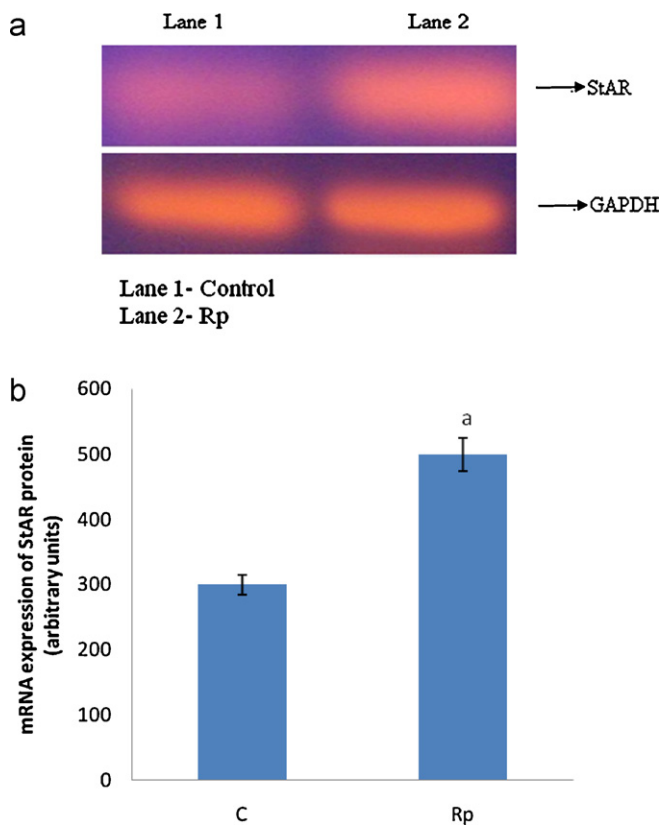 a
Lane 1 Lane 2
StAR
GAPDH
Lane 1- Control
Lane 2- Rp
b
mRNA expression of StAR protein
(arbitrary units)
600
500
400
300
200
100
0
a
C Rp